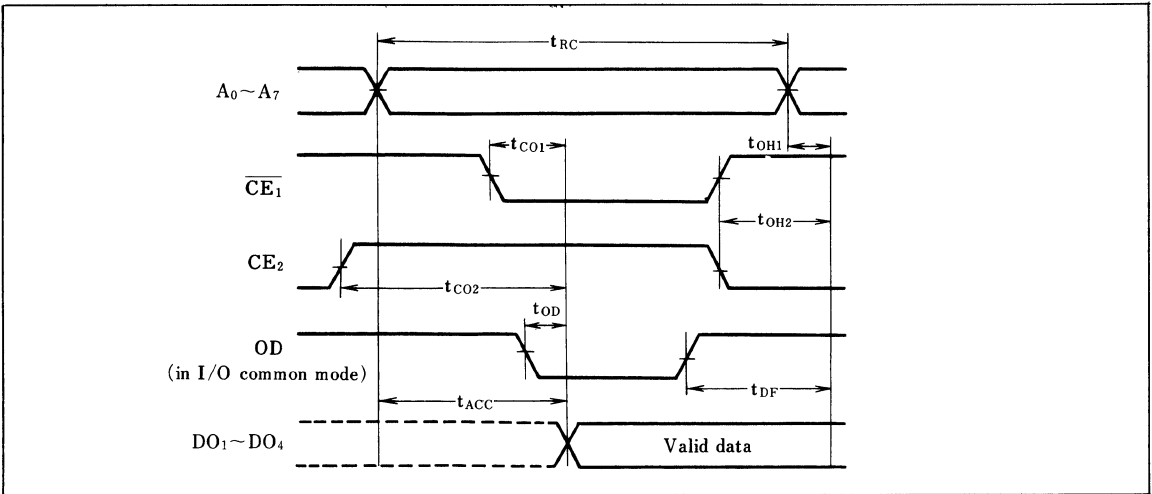 tRC
A0~A7
tCO1
tOH1
CE1
tOH2
CE2
tCO2
tOD
OD
(in I/O common mode)
tDF
tACC
DO1~DO4
Valid data